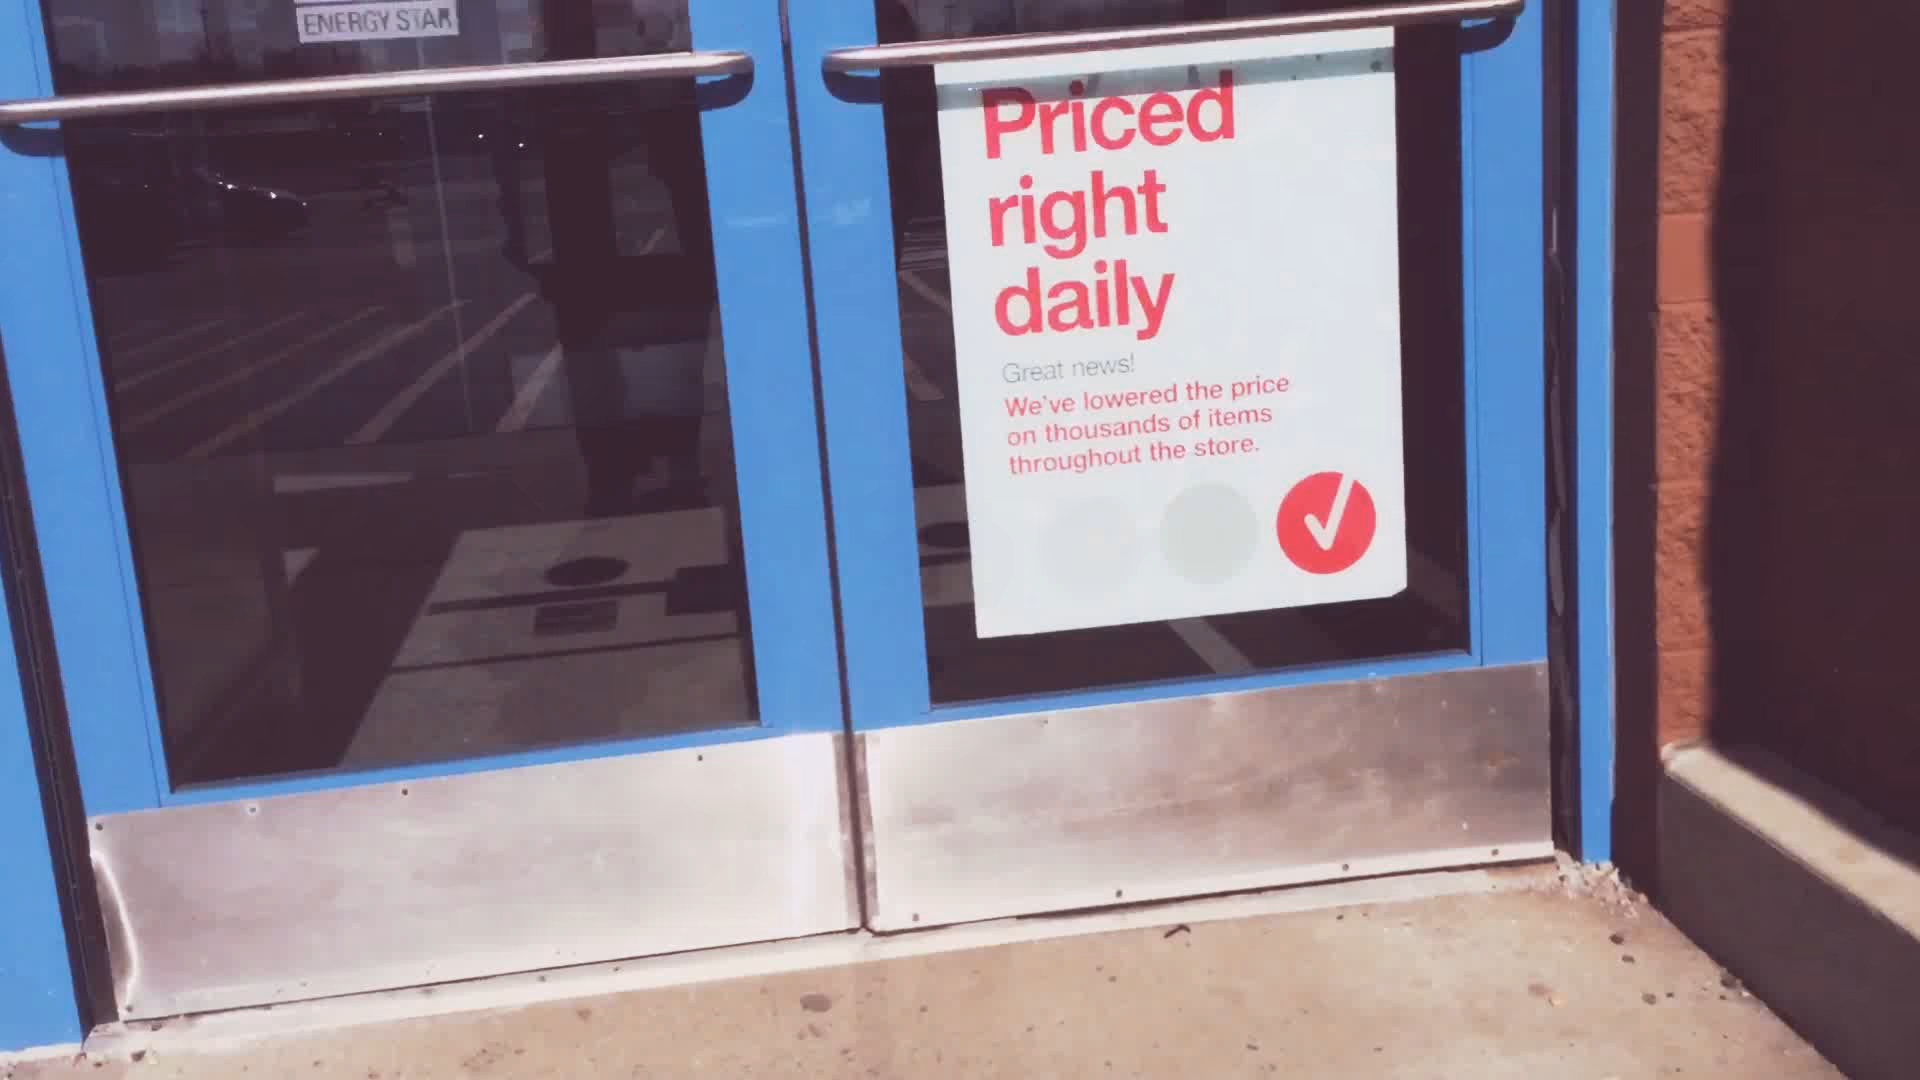 ENERGY STAR
Priced
right
daily
Great news!
We've lowered the price
on thousands of items
throughout the store.